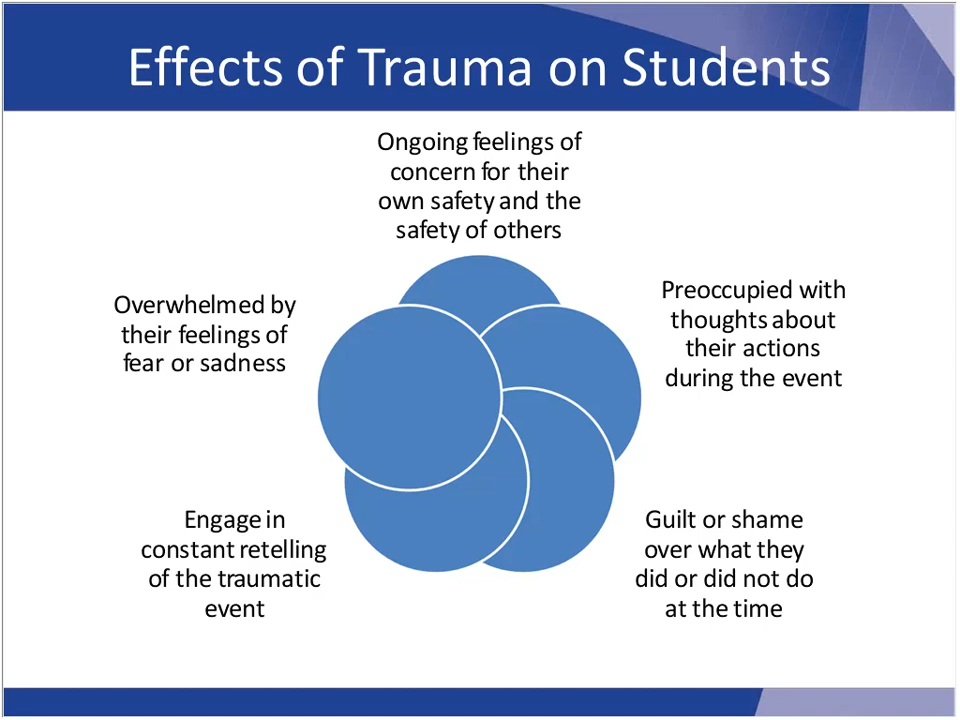 Effects of Trauma on Students
Ongoing feelings of
concern for their
own safety and the
safety of others
Preoccupied with
thoughts about
their actions
during the event
Guilt or shame
over what they
did or did not do
at the time
Engage in
constant retelling
of the traumatic
event
Overwhelmed by
their feelings of
fear or sadness